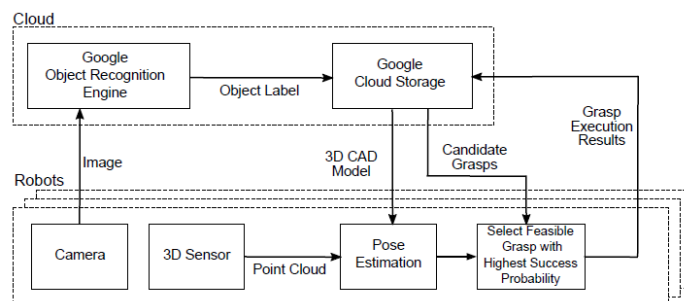 Cloud
Google
Object Recognition
Engine
Object Label
Google
Cloud Storage
Image
3D CAD
Model
Candidate
Grasps
Grasp
Execution
Results
Robots
Camera
3D Sensor
Point Cloud
Pose
Estimation
Select Feasible
Grasp with
Highest Success
Probability